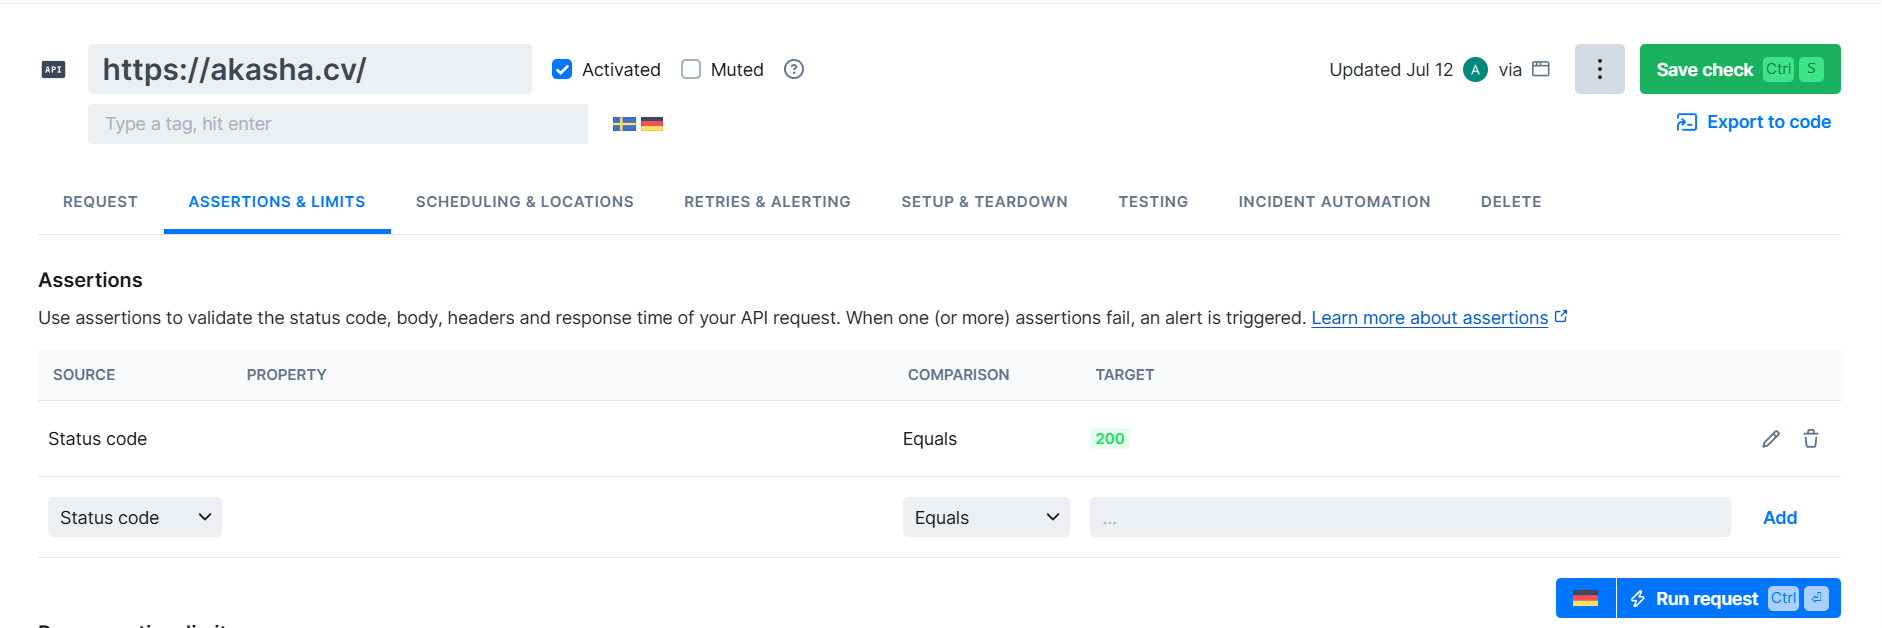 API https://akasha.cv/ Activated Muted ? Updated Jul 12 A via Save check Ctrl S
Type a tag, hit enter Export to code
REQUEST ASSERTIONS & LIMITS SCHEDULING & LOCATIONS RETRIES & ALERTING SETUP & TEARDOWN TESTING INCIDENT AUTOMATION DELETE
Assertions
Use assertions to validate the status code, body, headers and response time of your API request. When one (or more) assertions fail, an alert is triggered. Learn more about assertions
SOURCE PROPERTY COMPARISON TARGET
Status code Equals 200
Status code Equals ... Add
Run request Ctrl